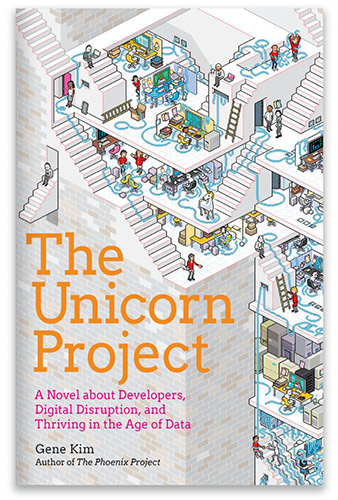 The
Unicorn
Project
A Novel about Developers,
Digital Disruption, and
Thriving in the Age of Data
Gene Kim
Author of The Phoenix Project